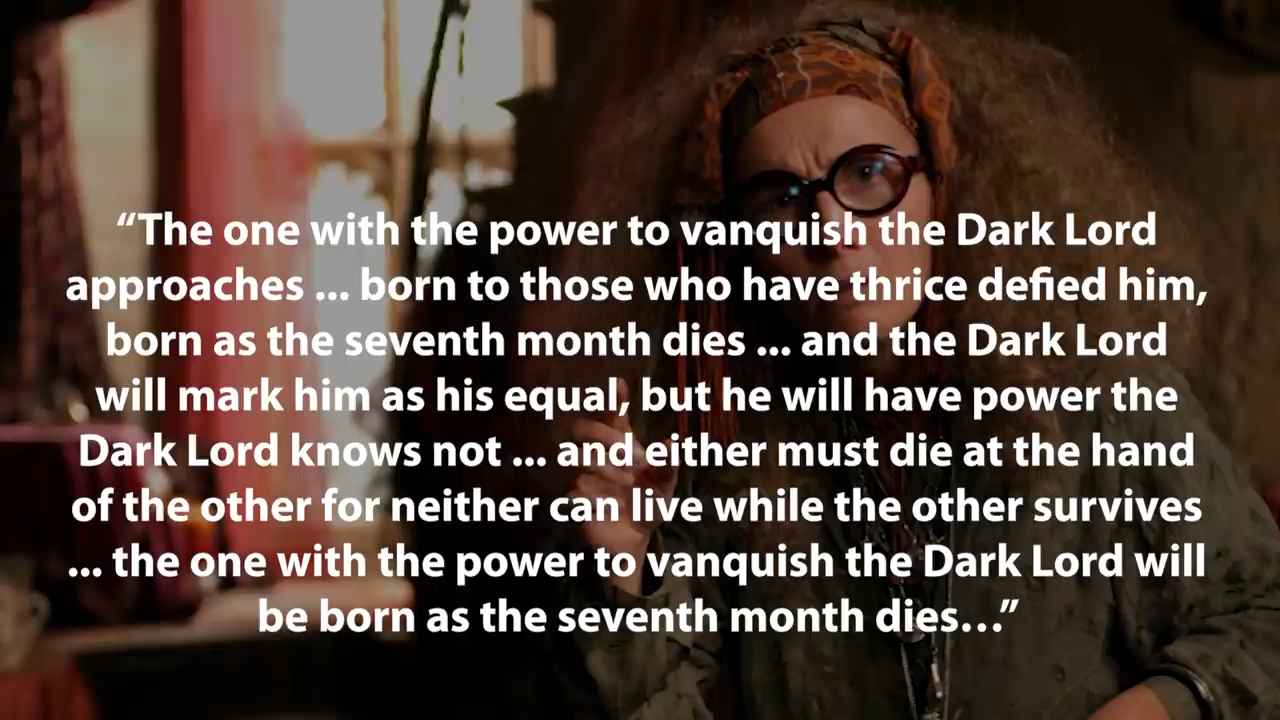 “The one with the power to vanquish the Dark Lord
approaches ... born to those who have thrice defied him,
born as the seventh month dies ... and the Dark Lord
will mark him as his equal, but he will have power the
Dark Lord knows not ... and either must die at the hand
of the other for neither can live while the other survives
... the one with the power to vanquish the Dark Lord will
be born as the seventh month dies...”